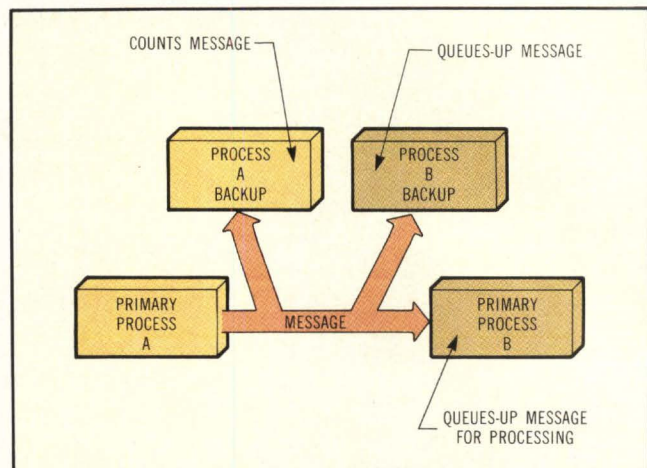 COUNTS MESSAGE
QUEUES-UP MESSAGE
PROCESS
A
BACKUP
PROCESS
B
BACKUP
PRIMARY
PROCESS
A
MESSAGE
PRIMARY
PROCESS
B
QUEUES-UP MESSAGE
FOR PROCESSING